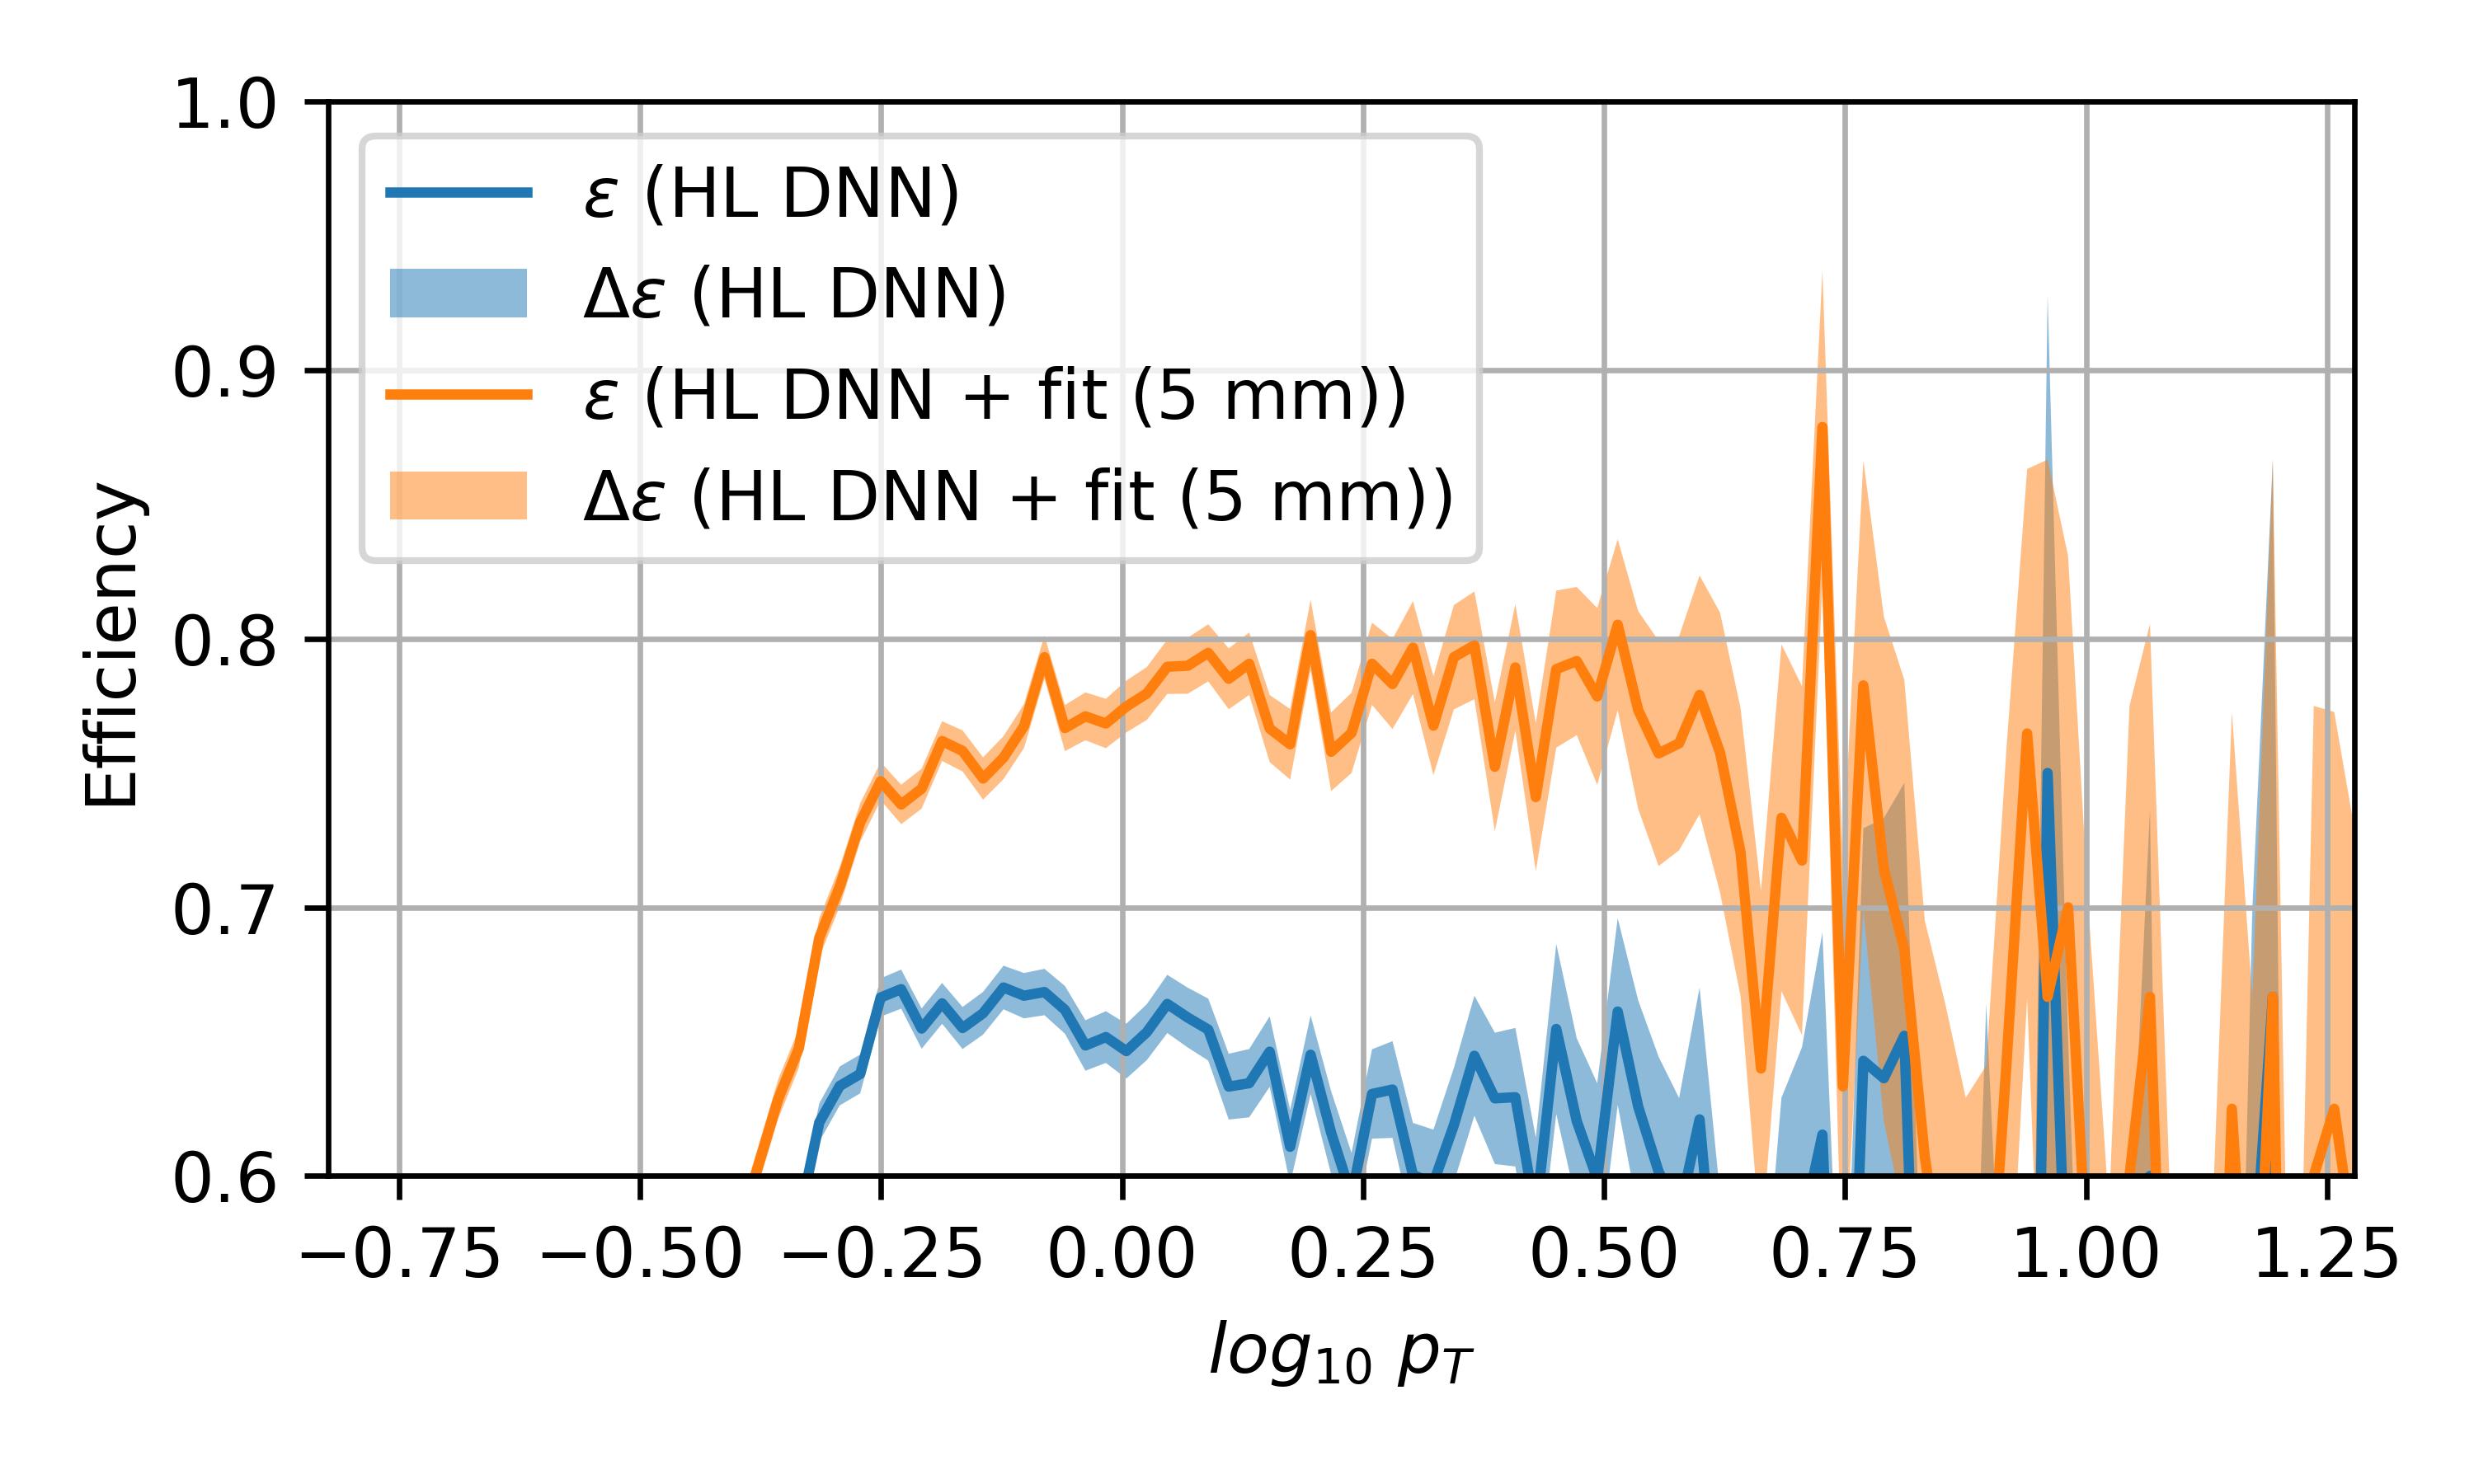 1.0
0.9
0.8
0.7
0.6
Efficiency
ε (HL DNN)
Δε (HL DNN)
ε (HL DNN + fit (5 mm))
Δε (HL DNN + fit (5 mm))
−0.75 −0.50 −0.25 0.00 0.25 0.50 0.75 1.00 1.25
log₁₀ p_T